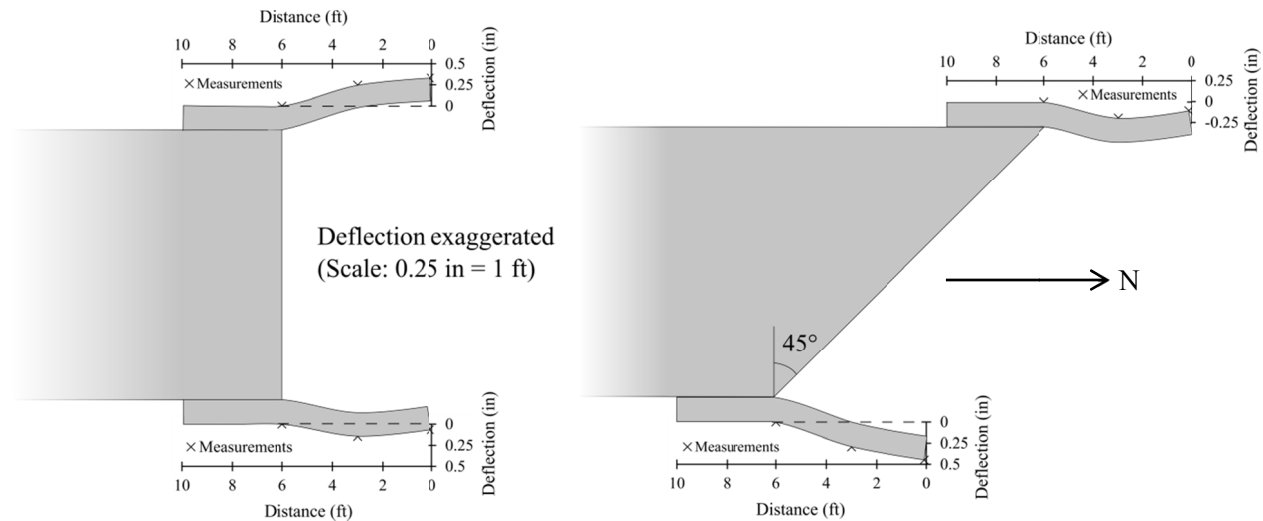 Distance (ft)
10 8 6 4 2 0
0.5
0.25
0
Deflection (in)
× Measurements
Deflection exaggerated
(Scale: 0.25 in = 1 ft)
0
0.25
0.5
Deflection (in)
× Measurements
10 8 6 4 2 0
Distance (ft)
Distance (ft)
10 8 6 4 2 0
0.25
0
-0.25
Deflection (in)
× Measurements
N
45°
0
0.25
0.5
Deflection (in)
× Measurements
10 8 6 4 2 0
Distance (ft)